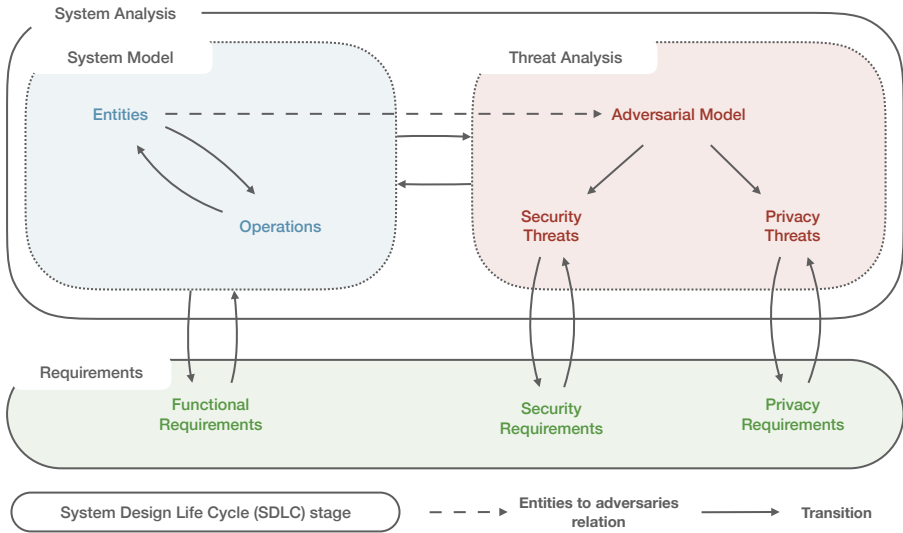 System Analysis
System Model
Threat Analysis
Entities
Adversarial Model
Operations
Security
Threats
Privacy
Threats
Requirements
Functional
Requirements
Security
Requirements
Privacy
Requirements
System Design Life Cycle (SDLC) stage
Entities to adversaries
relation
Transition